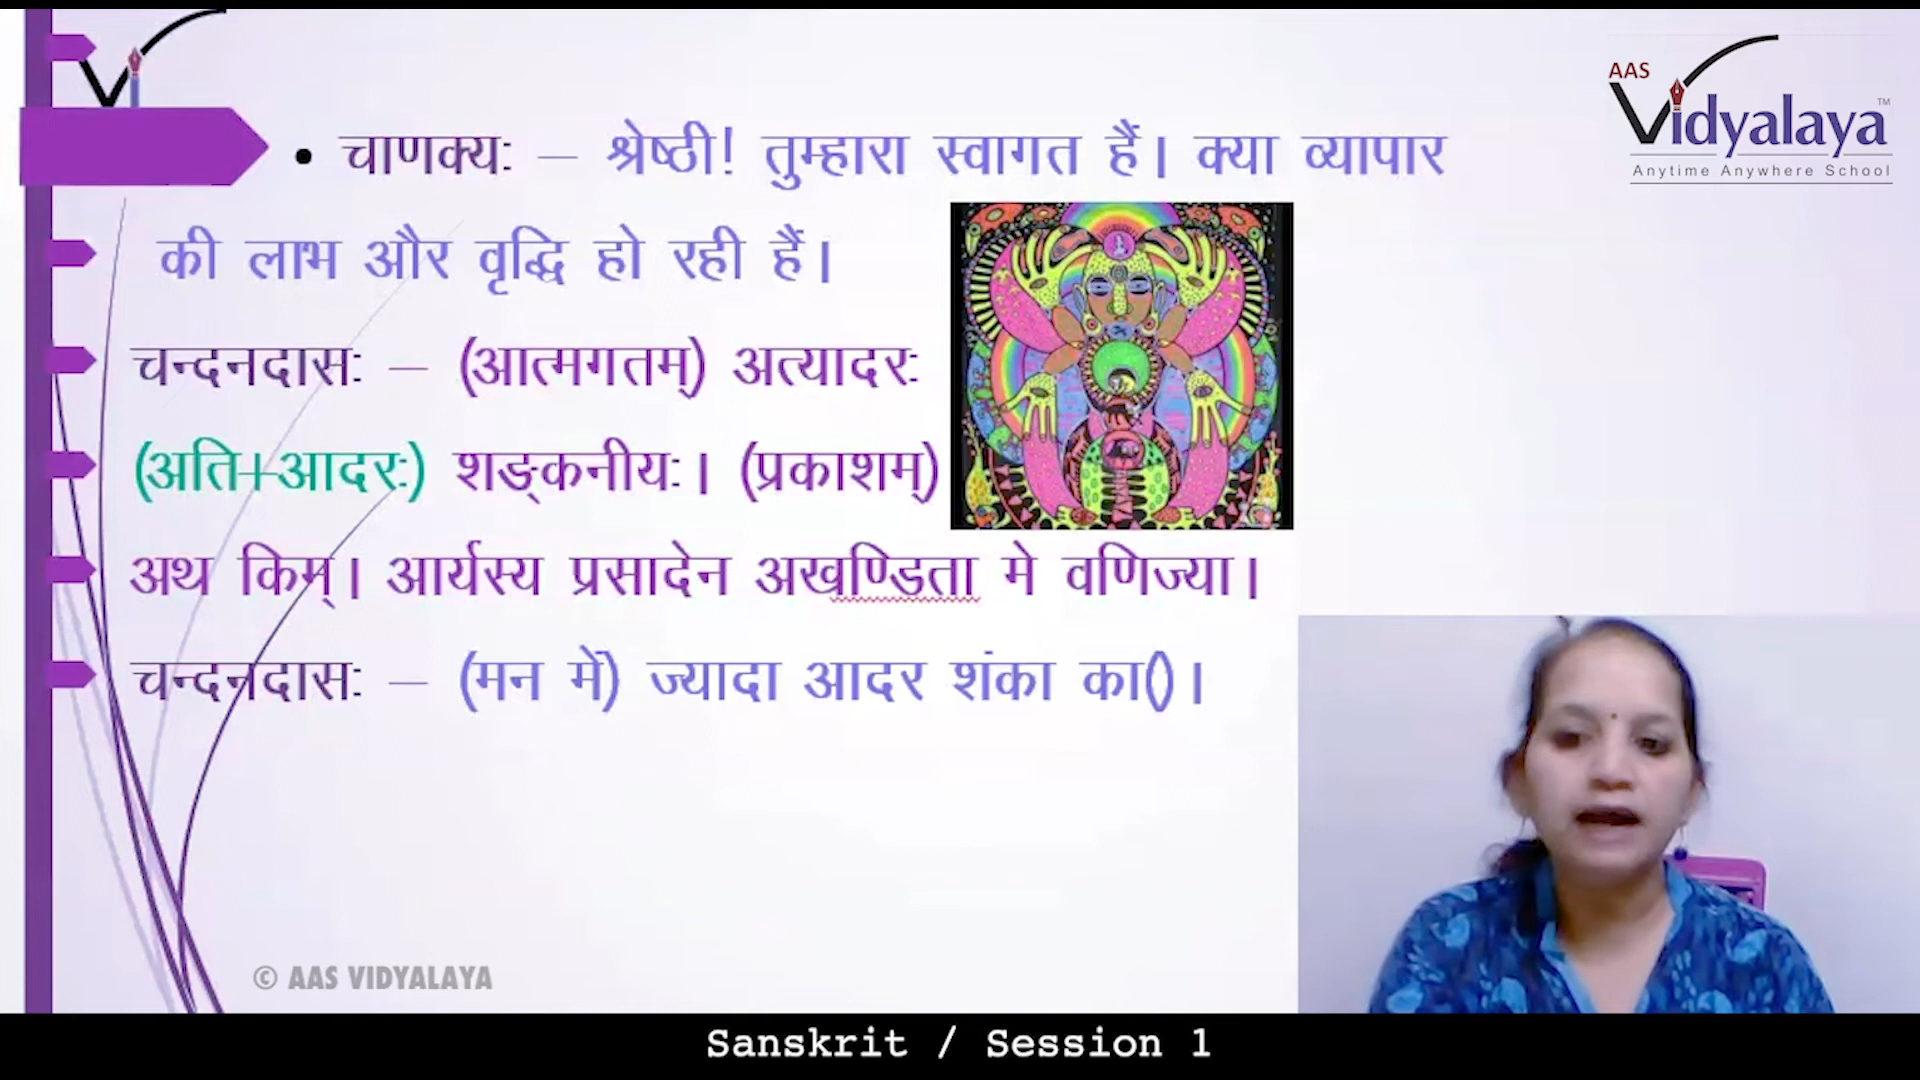 AAS
Vidyalaya™
Anytime Anywhere School
• चाणक्यः – श्रेष्ठी! तुम्हारा स्वागत हैं। क्या व्यापार
की लाभ और वृद्धि हो रही हैं।
चन्दनदासः – (आत्मगतम्) अत्यादरः
(अति+आदरः) शङ्कनीयः। (प्रकाशम्)
अथ किम्। आर्यस्य प्रसादेन अखण्डिता मे वणिज्या।
चन्दनदासः – (मन में) ज्यादा आदर शंका का()।
© AAS VIDYALAYA
Sanskrit / Session 1